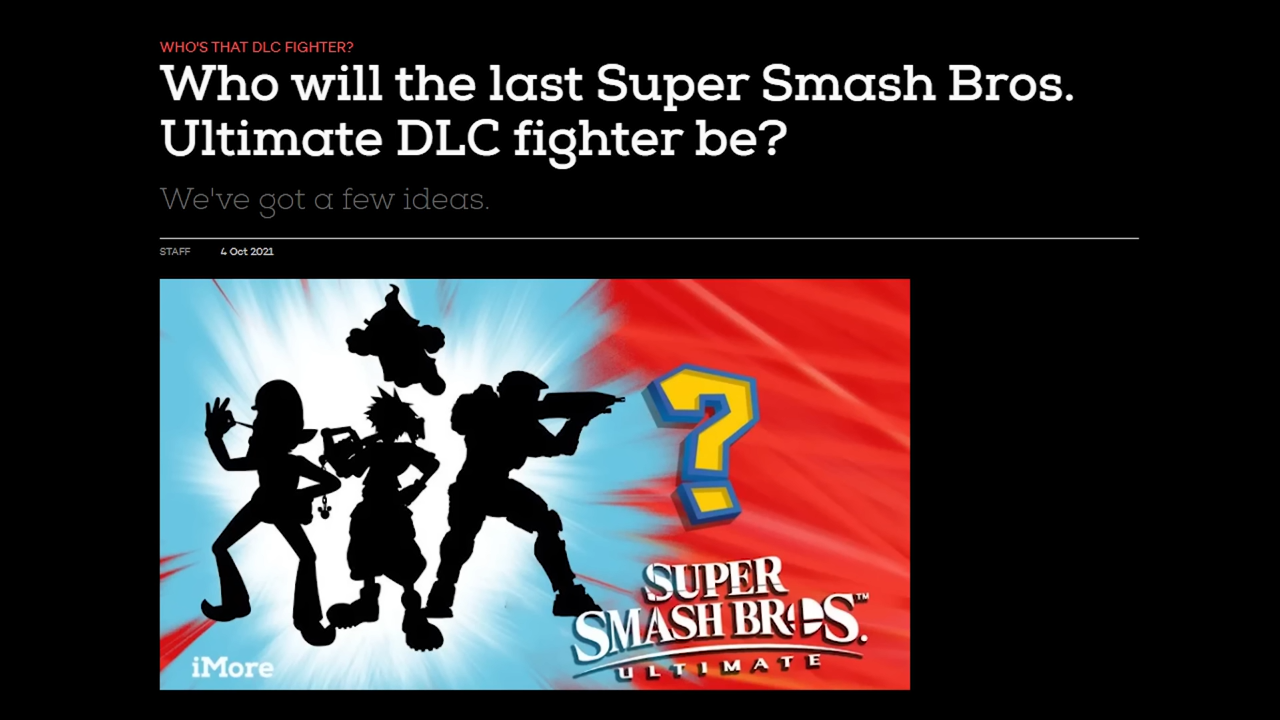 WHO'S THAT DLC FIGHTER?
Who will the last Super Smash Bros.
Ultimate DLC fighter be?
We've got a few ideas.
STAFF 4 Oct 2021
?
SUPER
SMASH BROS.™
ULTIMATE
iMore